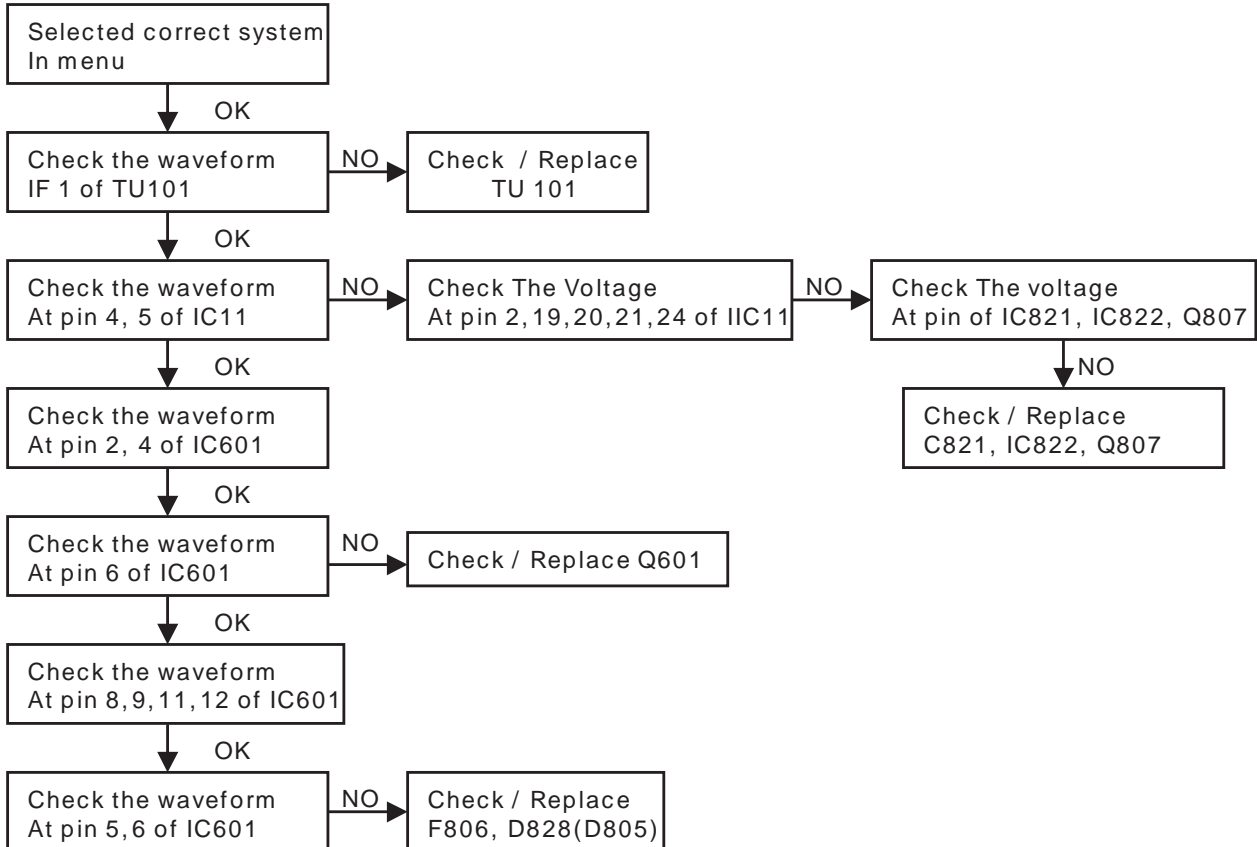 Selected correct system
In menu
OK
Check the waveform
IF 1 of TU101
NO
Check / Replace
TU 101
OK
Check the waveform
At pin 4, 5 of IC11
NO
Check The Voltage
At pin 2,19,20,21,24 of IIC11
NO
Check The voltage
At pin of IC821, IC822, Q807
NO
Check / Replace
C821, IC822, Q807
OK
Check the waveform
At pin 2, 4 of IC601
OK
Check the waveform
At pin 6 of IC601
NO
Check / Replace Q601
OK
Check the waveform
At pin 8,9,11,12 of IC601
OK
Check the waveform
At pin 5,6 of IC601
NO
Check / Replace
F806, D828(D805)